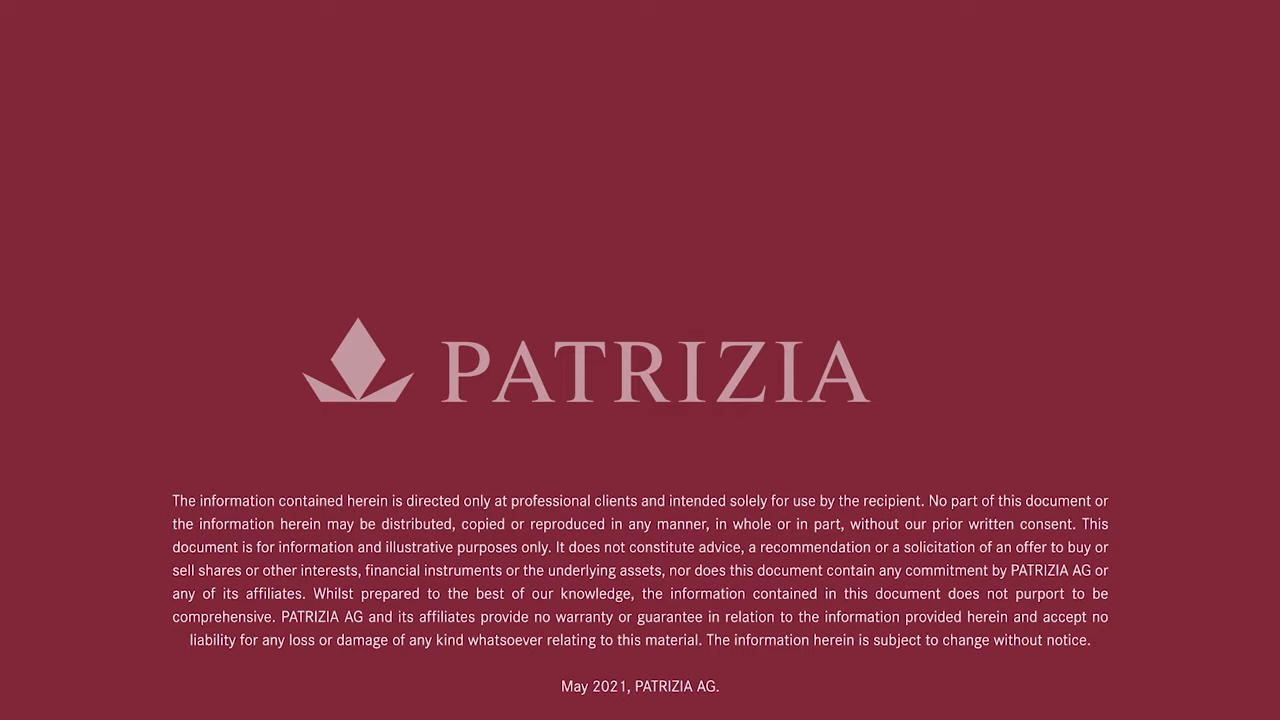 PATRIZIA
The information contained herein is directed only at professional clients and intended solely for use by the recipient. No part of this document or
the information herein may be distributed, copied or reproduced in any manner, in whole or in part, without our prior written consent. This
document is for information and illustrative purposes only. It does not constitute advice, a recommendation or a solicitation of an offer to buy or
sell shares or other interests, financial instruments or the underlying assets, nor does this document contain any commitment by PATRIZIA AG or
any of its affiliates. Whilst prepared to the best of our knowledge, the information contained in this document does not purport to be
comprehensive. PATRIZIA AG and its affiliates provide no warranty or guarantee in relation to the information provided herein and accept no
liability for any loss or damage of any kind whatsoever relating to this material. The information herein is subject to change without notice.
May 2021, PATRIZIA AG.